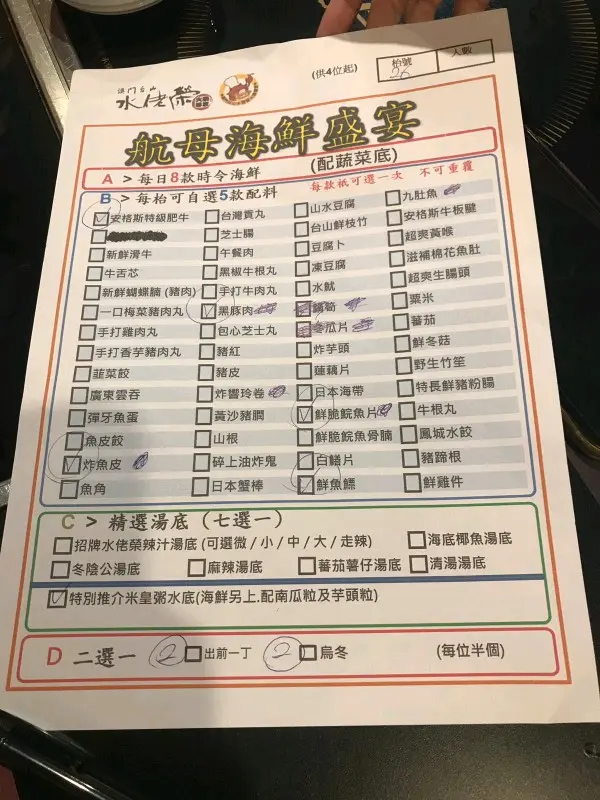 (供4位起)
枱號
26
人數
澳門台山
水佬榮
航母海鮮盛宴
(配蔬菜底)
A > 每日8款時令海鮮
B > 每枱可自選5款配料
每款祇可選一次 不可重覆
安格斯特級肥牛
新鮮滑牛
牛舌芯
新鮮蝴蝶腩 (豬肉)
一口梅菜豬肉丸
手打雞肉丸
手打香芋豬肉丸
韮菜餃
廣東雲吞
彈牙魚蛋
魚皮餃
炸魚皮
魚角
台灣貢丸
芝士腸
午餐肉
黑椒牛根丸
手打牛肉丸
黑豚肉
包心芝士丸
豬紅
豬皮
炸響玲卷
黃沙豬膶
山根
碎上油炸鬼
日本蟹棒
山水豆腐
台山鮮枝竹
豆腐卜
凍豆腐
水魷
冬瓜片
炸芋頭
蓮藕片
日本海帶
鮮脆皖魚片
鮮脆皖魚骨腩
白鱔片
鮮魚鰾
九肚魚
安格斯牛板腱
超爽黃喉
滋補棉花魚肚
超爽生腸頭
粟米
蕃茄
鮮冬菇
野生竹笙
特長鮮豬粉腸
牛根丸
鳳城水餃
豬蹄根
鮮雞件
C > 精選湯底 (七選一)
招牌水佬榮辣汁湯底 (可選微/小/中/大/走辣)
海底椰魚湯底
冬陰公湯底
麻辣湯底
蕃茄薯仔湯底
清湯湯底
特別推介米皇粥水底(海鮮另上.配南瓜粒及芋頭粒)
D 二選一
2
出前一丁
2
烏冬
(每位半個)